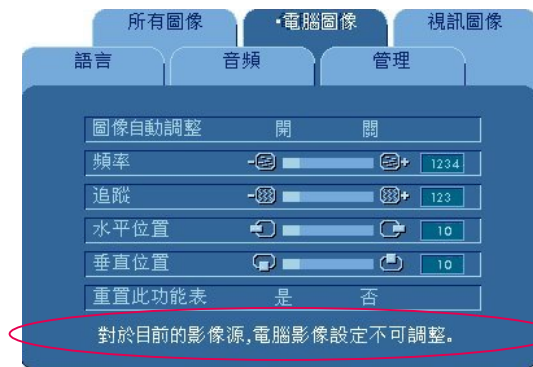 所有圖像 •電腦圖像 視訊圖像
語言 音頻 管理
圖像自動調整 開 關
頻率 - + 1234
追蹤 - + 123
水平位置 10
垂直位置 10
重置此功能表 是 否
對於目前的影像源,電腦影像設定不可調整。